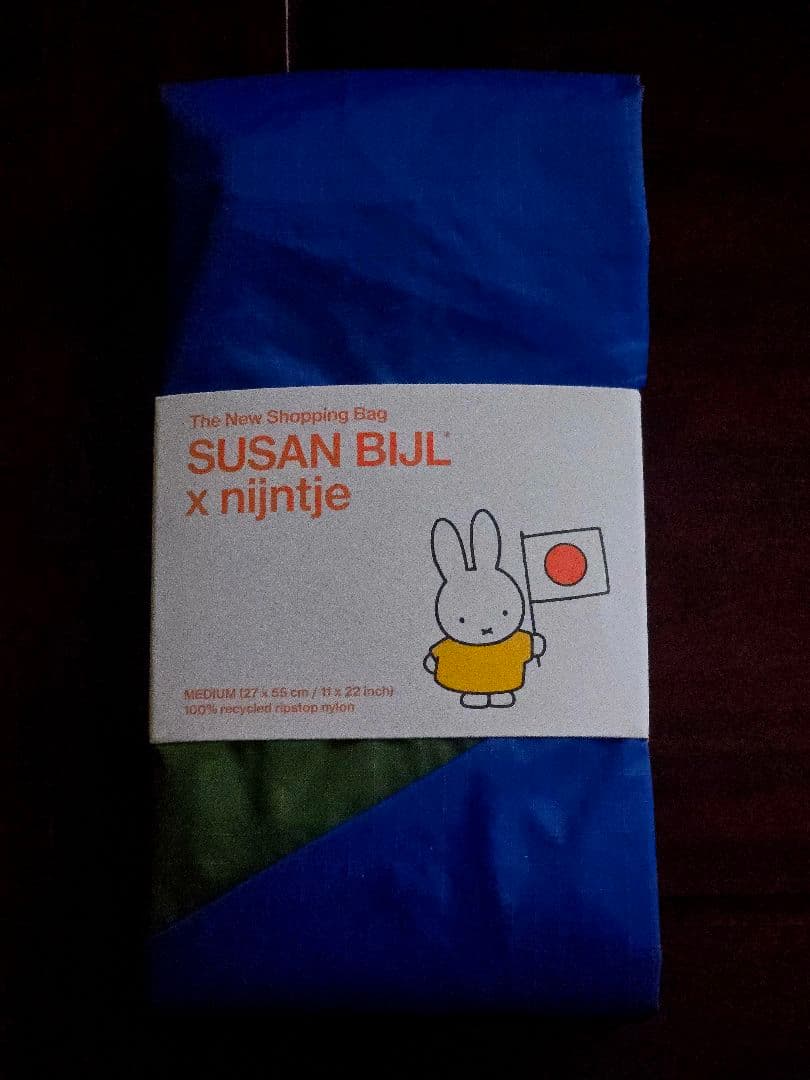 The New Shopping Bag
SUSAN BIJL®
x nijntje
MEDIUM (27 x 55 cm / 11 x 22 inch)
100% recycled ripstop nylon